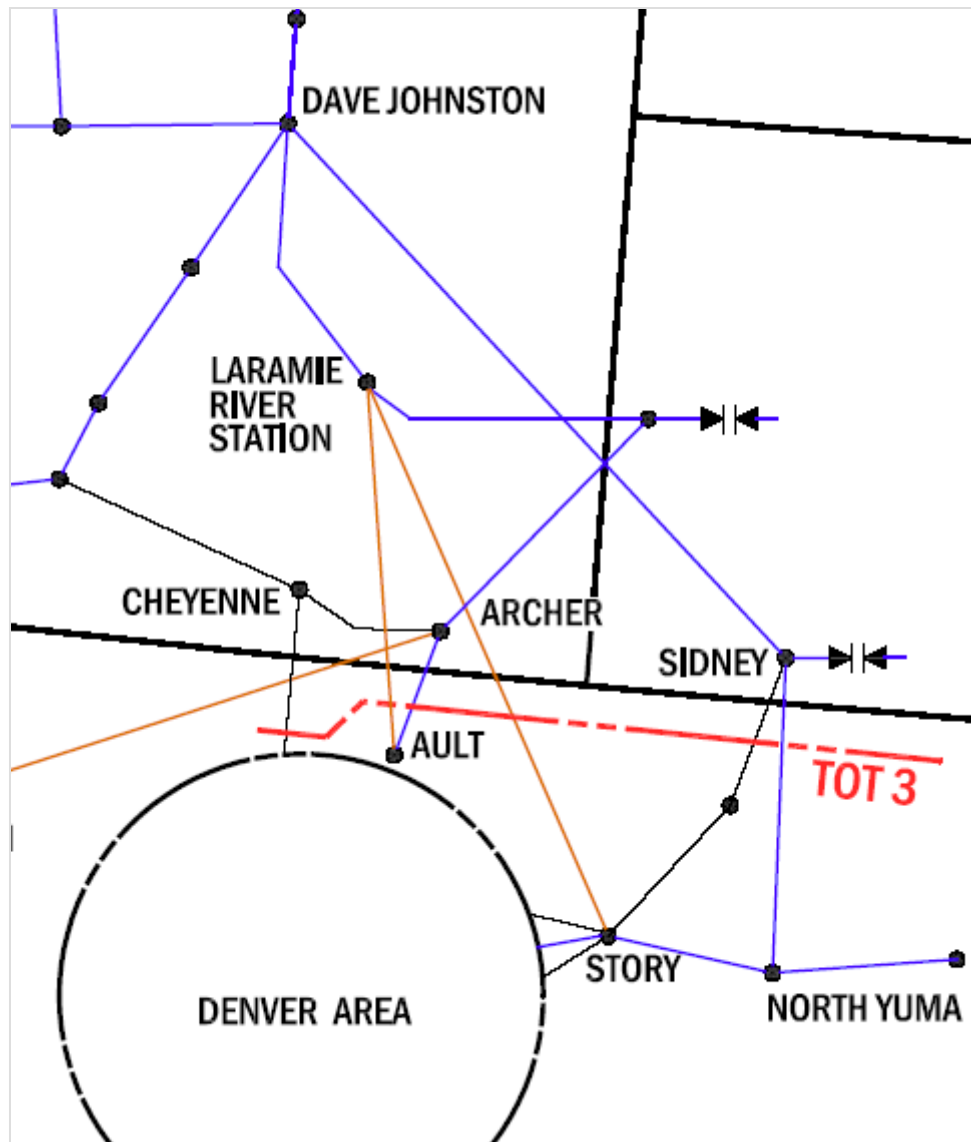 DAVE JOHNSTON
LARAMIE
RIVER
STATION
CHEYENNE
ARCHER
SIDNEY
AULT
TOT 3
STORY
DENVER AREA
NORTH YUMA